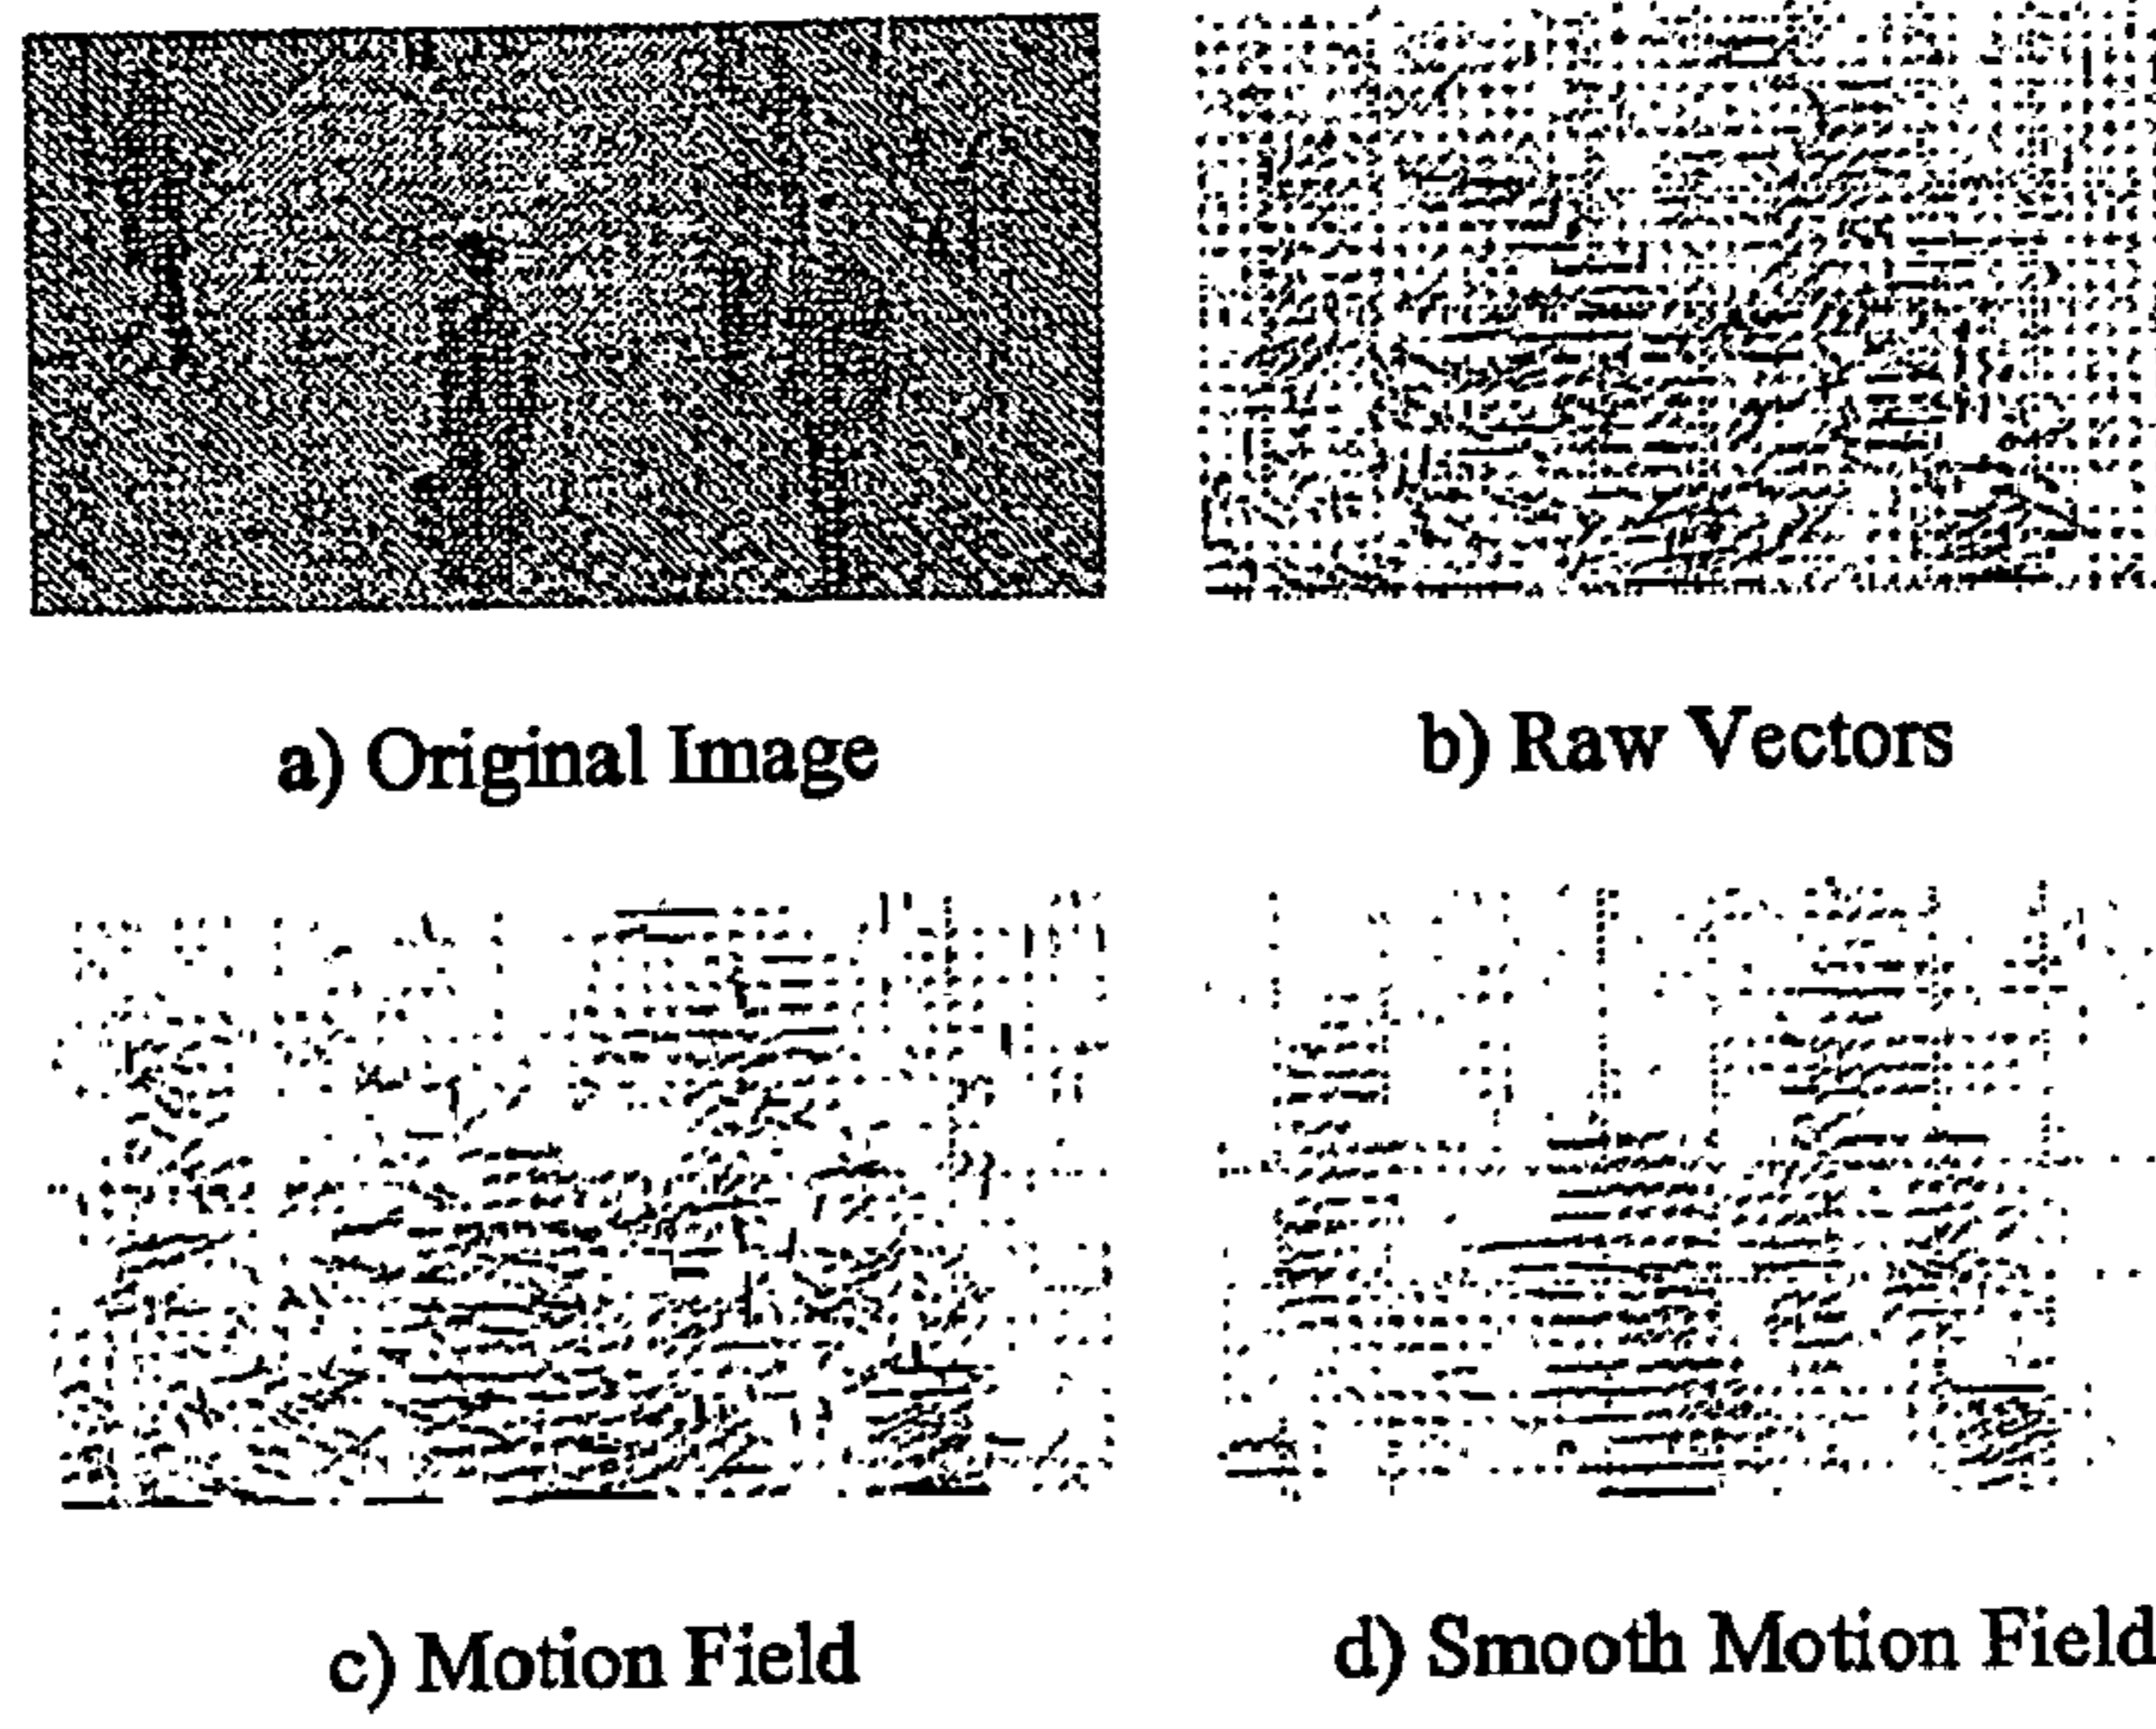 a) Original Image
b) Raw Vectors
c) Motion Field
d) Smooth Motion Field